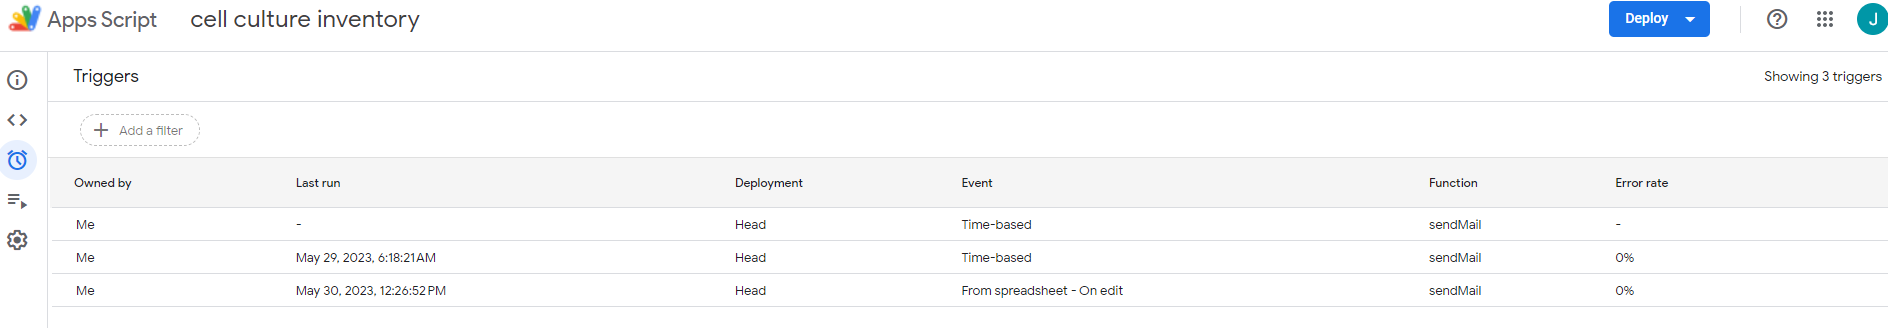 Apps Script cell culture inventory Deploy J
Triggers Showing 3 triggers
Add a filter
Owned by Last run Deployment Event Function Error rate
Me - Head Time-based sendMail -
Me May 29, 2023, 6:18:21 AM Head Time-based sendMail 0%
Me May 30, 2023, 12:26:52 PM Head From spreadsheet - On edit sendMail 0%